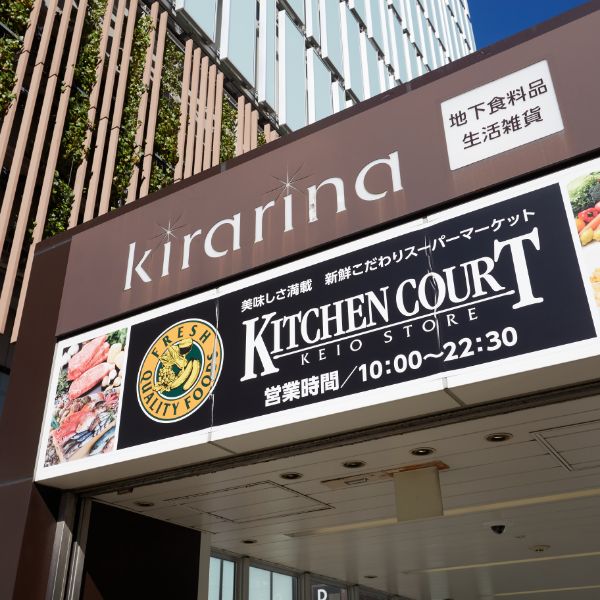 地下食料品
生活雑貨
kirarina
美味しさ満載 新鮮こだわりスーパーマーケット
FRESH
QUALITY FOODS
KITCHEN COURT
KEIO STORE
営業時間／10:00～22:30
P